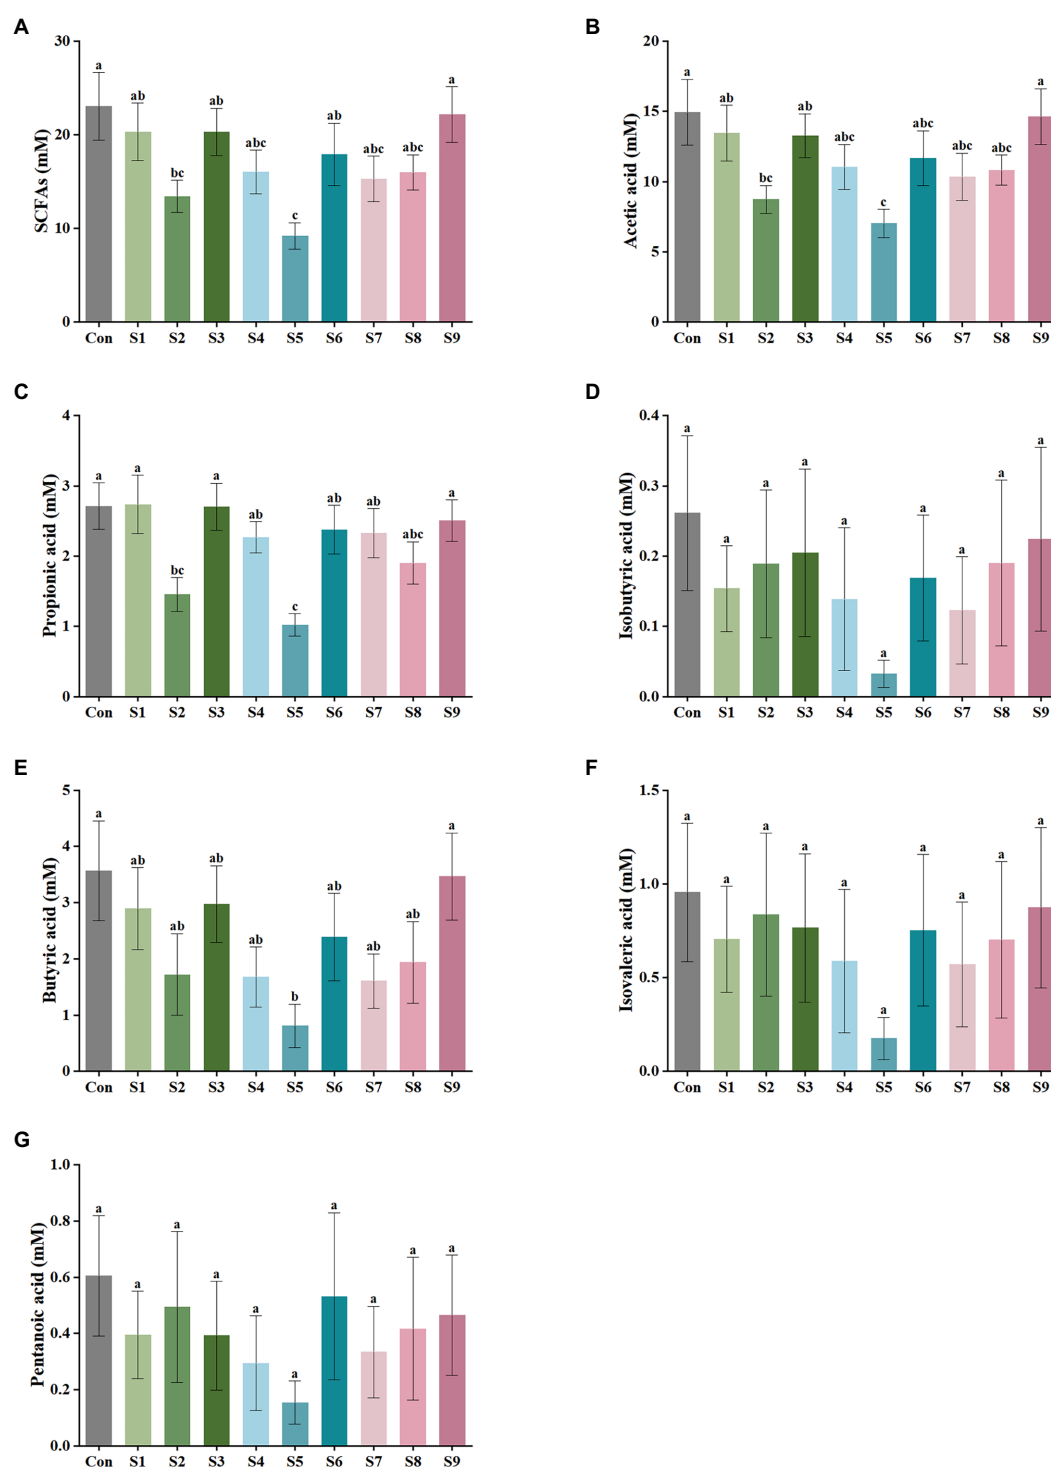 A
SCFAs (mM)
30
20
10
0
a
ab
bc
ab
abc
c
ab
abc
abc
a
Con S1 S2 S3 S4 S5 S6 S7 S8 S9
B
Acetic acid (mM)
20
15
10
5
0
a
ab
bc
ab
abc
c
abc
abc
abc
a
Con S1 S2 S3 S4 S5 S6 S7 S8 S9
C
Propionic acid (mM)
4
3
2
1
0
a
a
bc
a
ab
c
ab
ab
abc
a
Con S1 S2 S3 S4 S5 S6 S7 S8 S9
D
Isobutyric acid (mM)
0.4
0.3
0.2
0.1
0.0
a
a
a
a
a
a
a
a
a
a
Con S1 S2 S3 S4 S5 S6 S7 S8 S9
E
Butyric acid (mM)
5
4
3
2
1
0
a
ab
ab
ab
ab
b
ab
ab
ab
a
Con S1 S2 S3 S4 S5 S6 S7 S8 S9
F
Isovaleric acid (mM)
1.5
1.0
0.5
0.0
a
a
a
a
a
a
a
a
a
a
Con S1 S2 S3 S4 S5 S6 S7 S8 S9
G
Pentanoic acid (mM)
1.0
0.8
0.6
0.4
0.2
0.0
a
a
a
a
a
a
a
a
a
a
Con S1 S2 S3 S4 S5 S6 S7 S8 S9